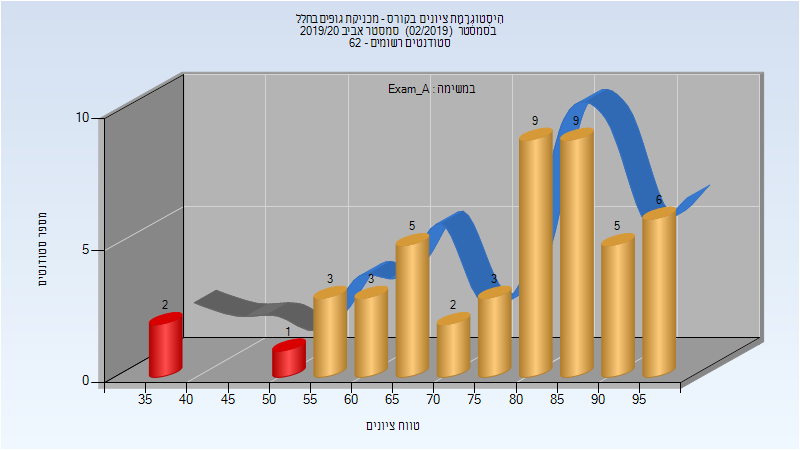 היסטוגרמת ציונים בקורס - מכניקת גופים בחלל
בסמסטר (02/2019) סמסטר אביב 2019/20
סטודנטים רשומים - 62
במשימה : Exam_A
10
5
0
מספר סטודנטים
2
1
3
3
5
2
3
9
9
5
6
35 40 45 50 55 60 65 70 75 80 85 90 95
טווח ציונים